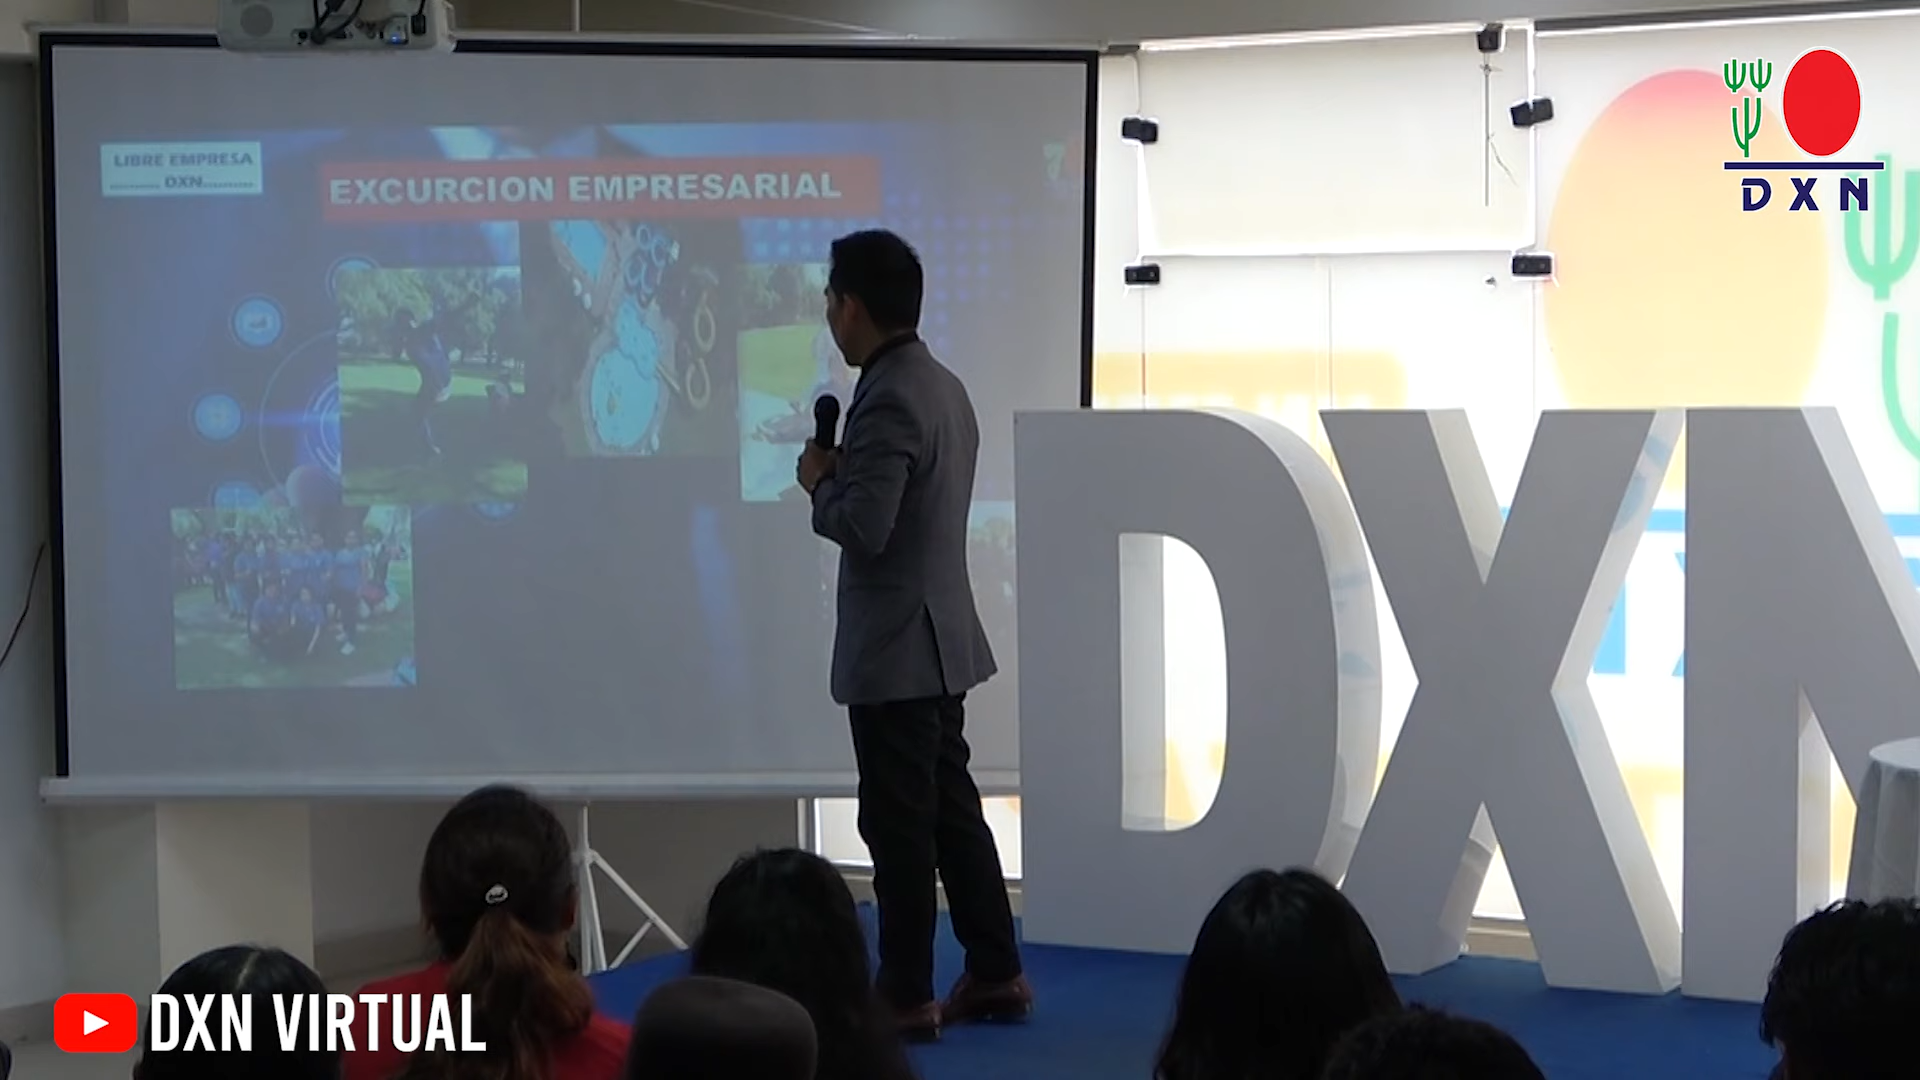 LIBRE EMPRESA
.......... DXN...........
EXCURCION EMPRESARIAL
DXN
DXN
DXN VIRTUAL